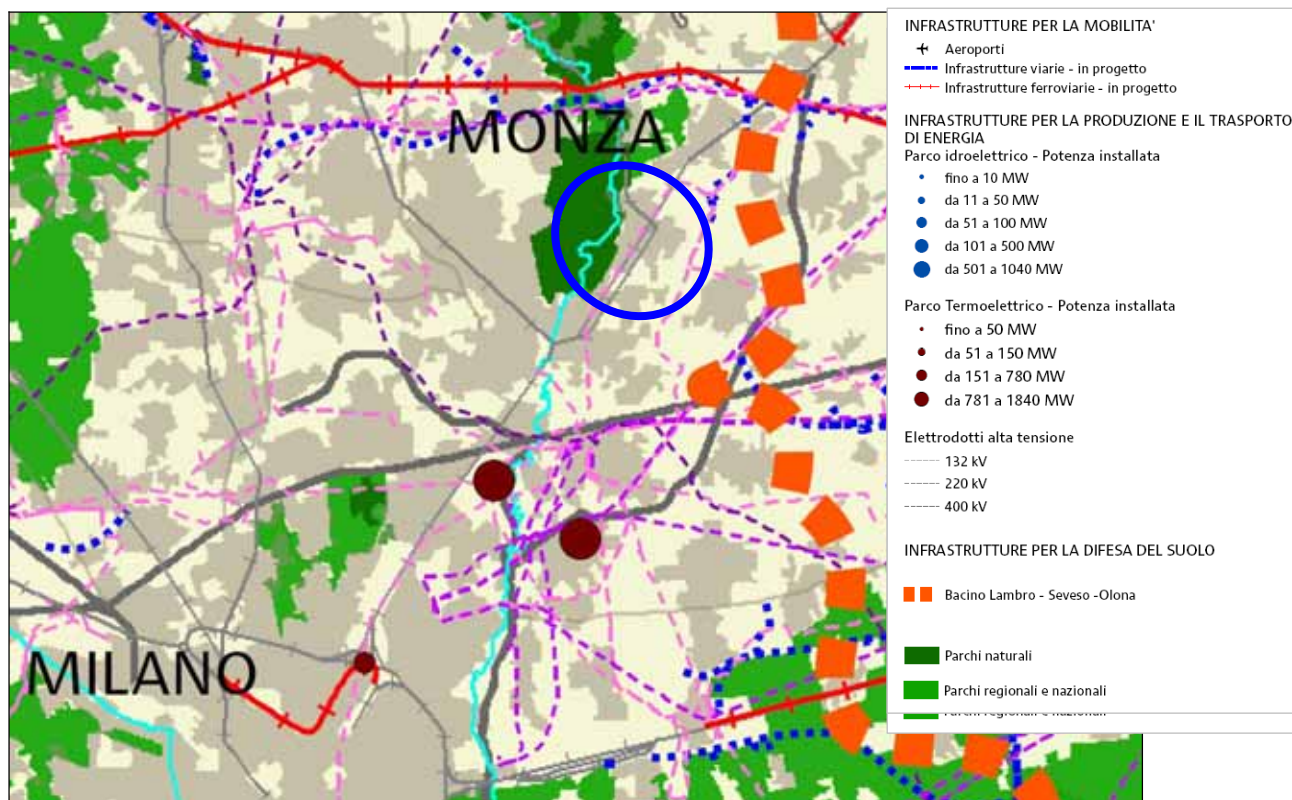 MONZA
MILANO
INFRASTRUTTURE PER LA MOBILITA'
Aeroporti
Infrastrutture viarie - in progetto
Infrastrutture ferroviarie - in progetto
INFRASTRUTTURE PER LA PRODUZIONE E IL TRASPORTO
DI ENERGIA
Parco idroelettrico - Potenza installata
fino a 10 MW
da 11 a 50 MW
da 51 a 100 MW
da 101 a 500 MW
da 501 a 1040 MW
Parco Termoelettrico - Potenza installata
fino a 50 MW
da 51 a 150 MW
da 151 a 780 MW
da 781 a 1840 MW
Elettrodotti alta tensione
132 kV
220 kV
400 kV
INFRASTRUTTURE PER LA DIFESA DEL SUOLO
Bacino Lambro - Seveso -Olona
Parchi naturali
Parchi regionali e nazionali
Parchi regionali e nazionali